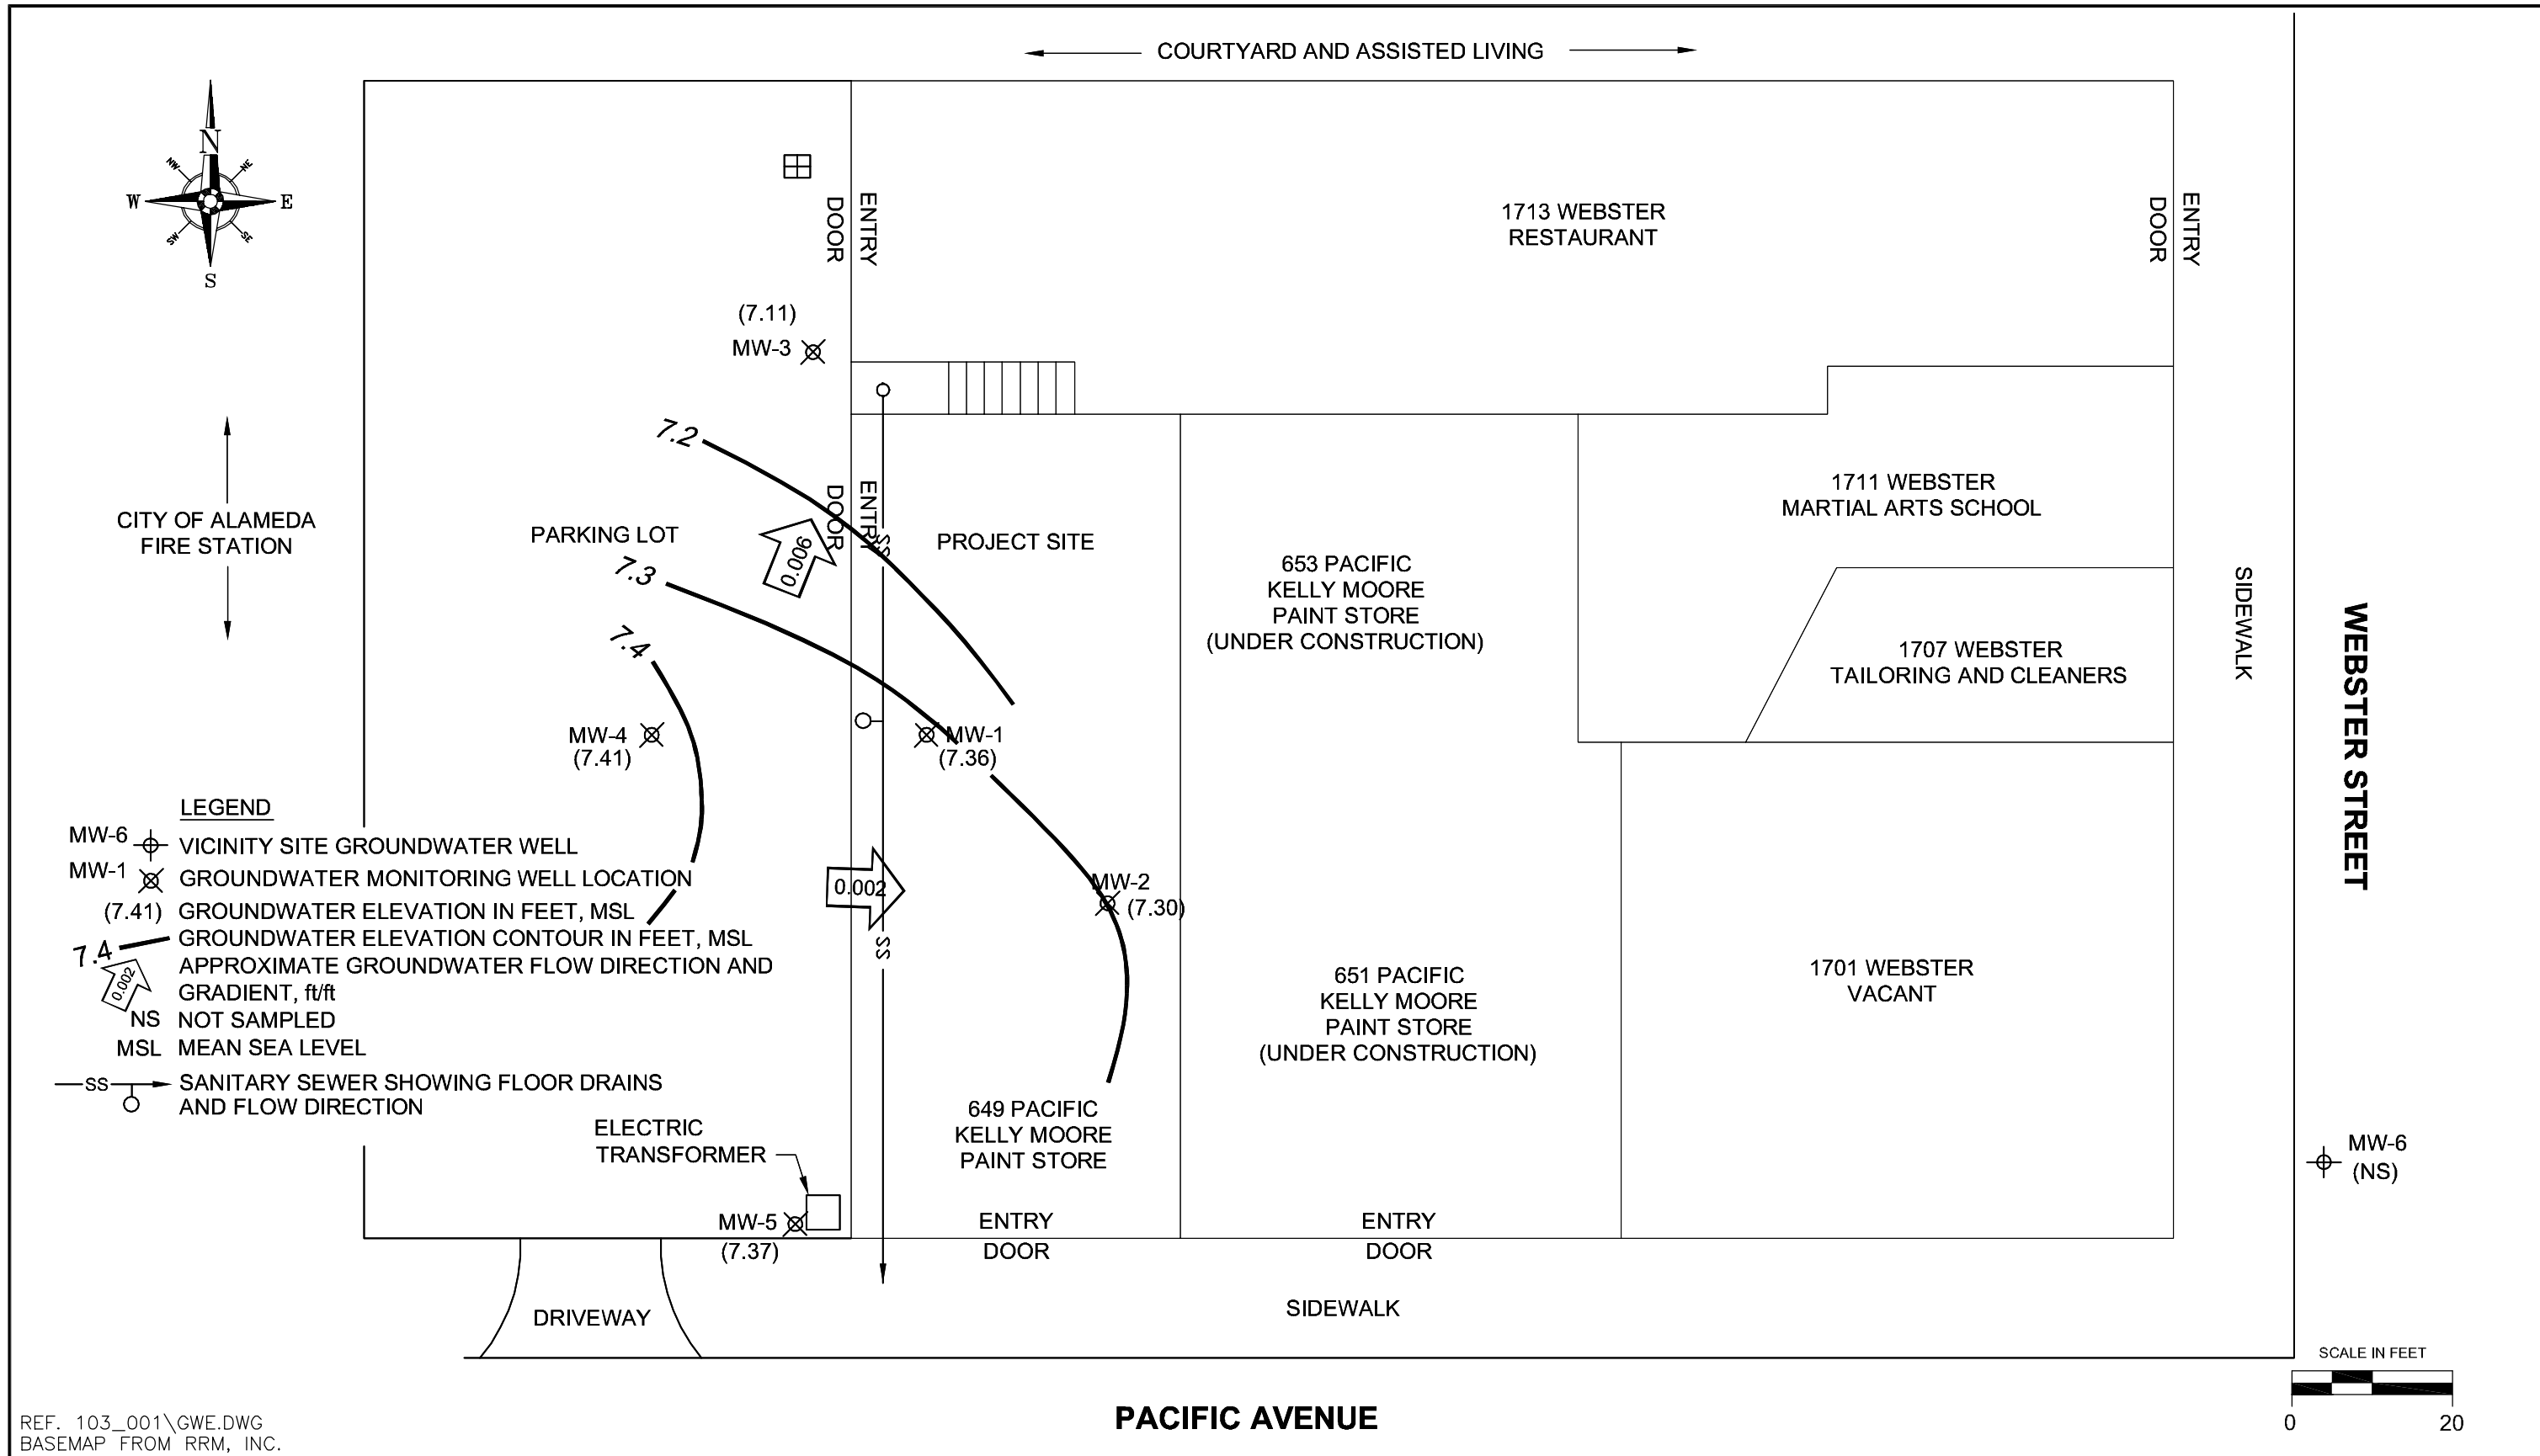 COURTYARD AND ASSISTED LIVING
N
NW
NE
W
E
SW
SE
S
ENTRY
DOOR
1713 WEBSTER
RESTAURANT
ENTRY
DOOR
(7.11)
MW-3
7.2
CITY OF ALAMEDA
FIRE STATION
PARKING LOT
7.3
0.006
ENTRY
DOOR
SS
PROJECT SITE
653 PACIFIC
KELLY MOORE
PAINT STORE
(UNDER CONSTRUCTION)
1711 WEBSTER
MARTIAL ARTS SCHOOL
1707 WEBSTER
TAILORING AND CLEANERS
SIDEWALK
WEBSTER STREET
7.4
MW-4
(7.41)
MW-1
(7.36)
LEGEND
MW-6 VICINITY SITE GROUNDWATER WELL
MW-1 GROUNDWATER MONITORING WELL LOCATION
(7.41) GROUNDWATER ELEVATION IN FEET, MSL
7.4 GROUNDWATER ELEVATION CONTOUR IN FEET, MSL
0.002 APPROXIMATE GROUNDWATER FLOW DIRECTION AND
GRADIENT, ft/ft
NS NOT SAMPLED
MSL MEAN SEA LEVEL
SS SANITARY SEWER SHOWING FLOOR DRAINS
AND FLOW DIRECTION
0.002
SS
MW-2
(7.30)
651 PACIFIC
KELLY MOORE
PAINT STORE
(UNDER CONSTRUCTION)
1701 WEBSTER
VACANT
649 PACIFIC
KELLY MOORE
PAINT STORE
ELECTRIC
TRANSFORMER
MW-5
(7.37)
MW-6
(NS)
ENTRY
DOOR
ENTRY
DOOR
DRIVEWAY
SIDEWALK
SCALE IN FEET
0 20
PACIFIC AVENUE
REF. 103_001\GWE.DWG
BASEMAP FROM RRM, INC.